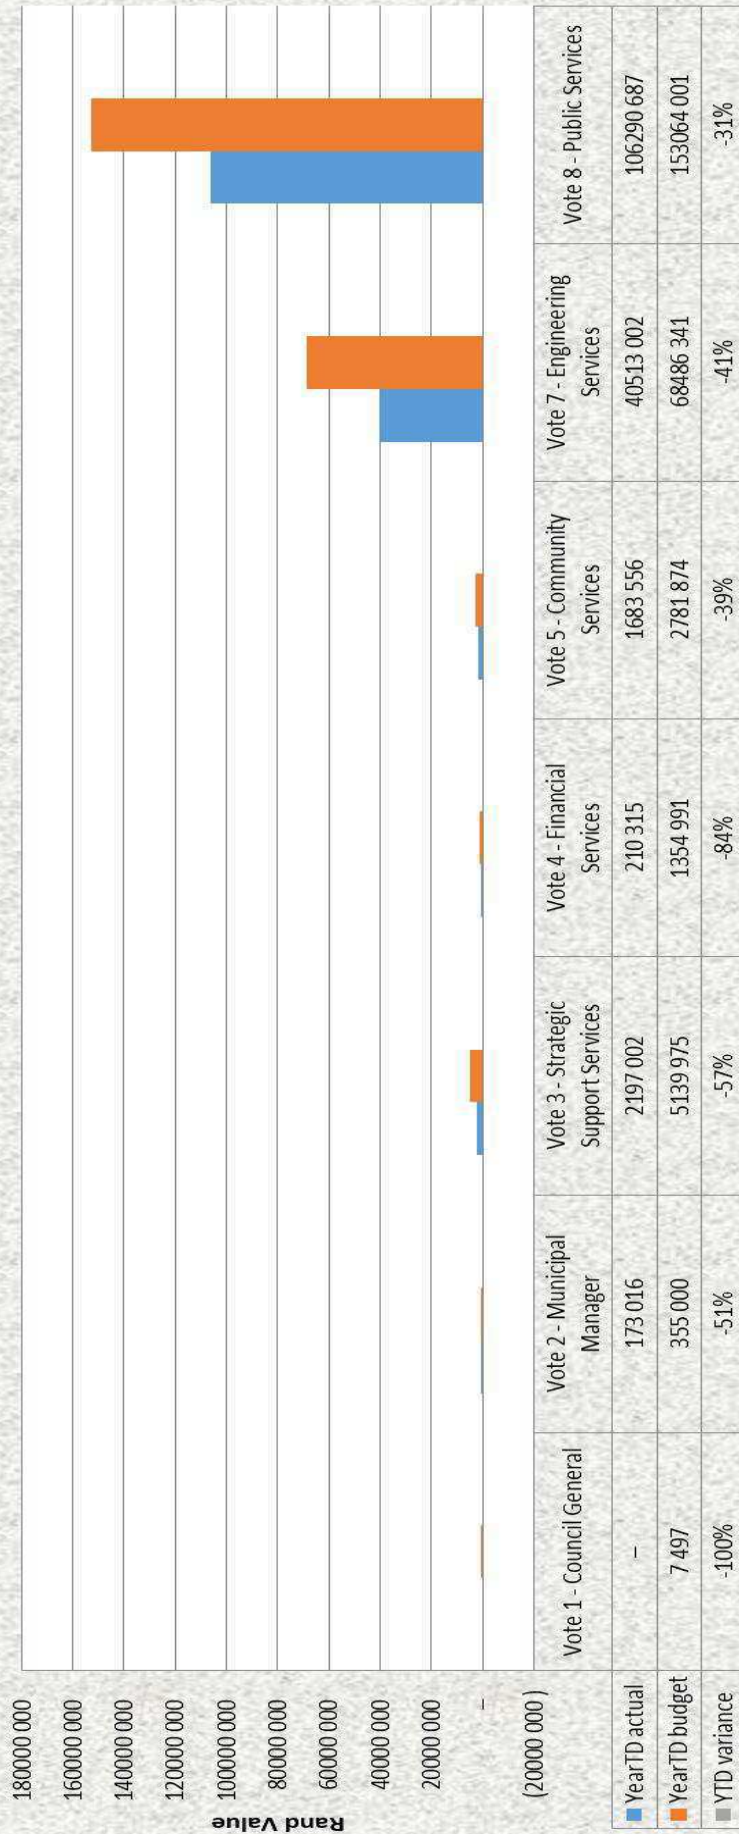 180000 000
160000 000
140000 000
120000 000
100000 000
80000 000
60000 000
40000 000
20000 000
–
(20000 000 )
Rand Value
Vote 1 - Council General
Vote 2 - Municipal
Manager
Vote 3 - Strategic
Support Services
Vote 4 - Financial
Services
Vote 5 - Community
Services
Vote 7 - Engineering
Services
Vote 8 - Public Services
YearTD actual – 173 016 2197 002 210 315 1683 556 40513 002 106290 687
YearTD budget 7 497 355 000 5139 975 1354 991 2781 874 68486 341 153064 001
YTD variance -100% -51% -57% -84% -39% -41% -31%